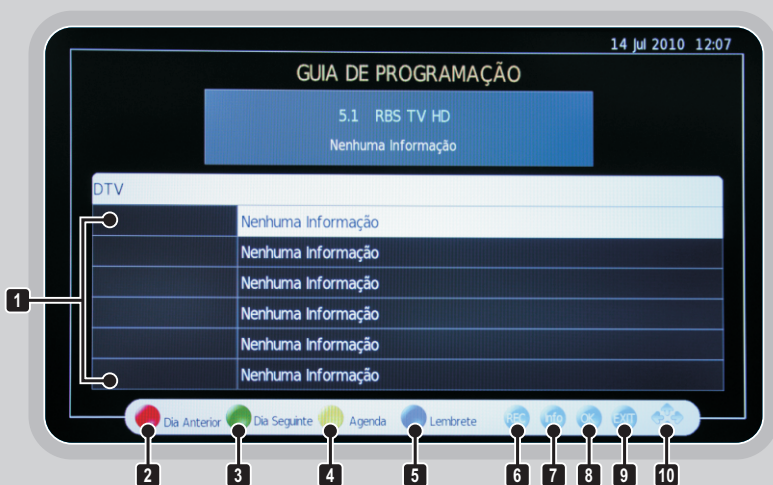 14 Jul 2010 12:07
GUIA DE PROGRAMAÇÃO
5.1 RBS TV HD
Nenhuma Informação
DTV
Nenhuma Informação
Nenhuma Informação
Nenhuma Informação
Nenhuma Informação
Nenhuma Informação
Nenhuma Informação
1
Dia Anterior Dia Seguinte Agenda Lembrete REC Info OK EXIT
2 3 4 5 6 7 8 9 10